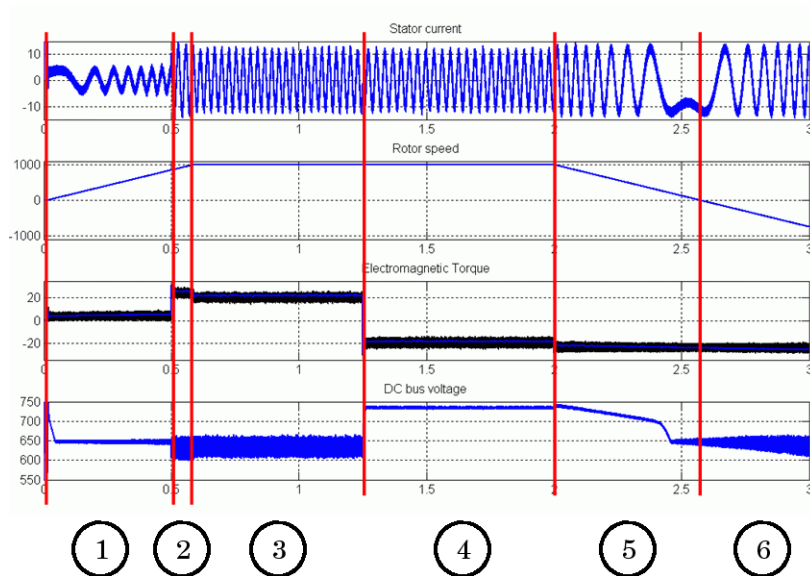 Stator current
10
0
-10
0 0.5 1 1.5 2 2.5 3
Rotor speed
1000
0
-1000
0 0.5 1 1.5 2 2.5 3
Electromagnetic Torque
20
0
-20
0 0.5 1 1.5 2 2.5 3
DC bus voltage
750
700
650
600
550
0 0.5 1 1.5 2 2.5 3
1 2 3 4 5 6